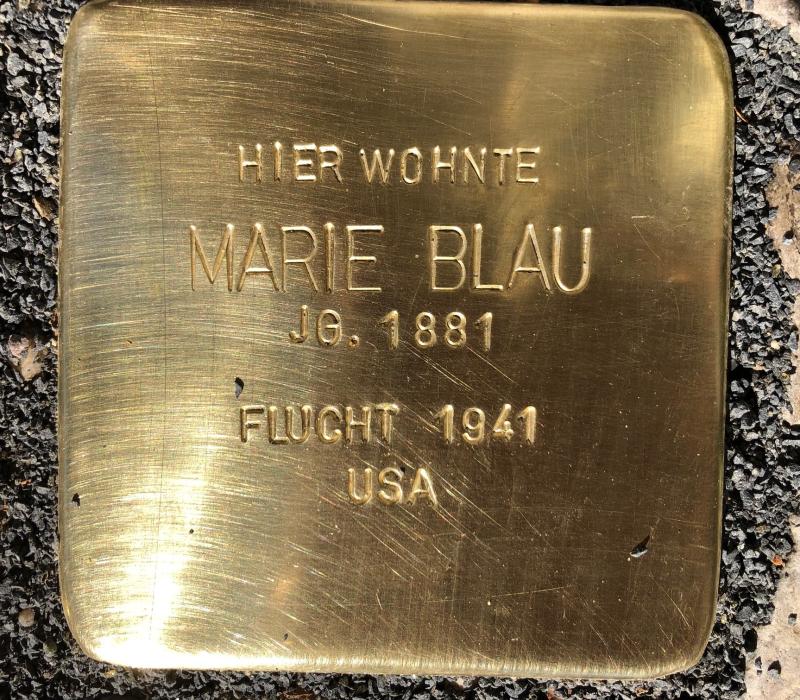 HIER WOHNTE
MARIE BLAU
JG. 1881
FLUCHT 1941
USA